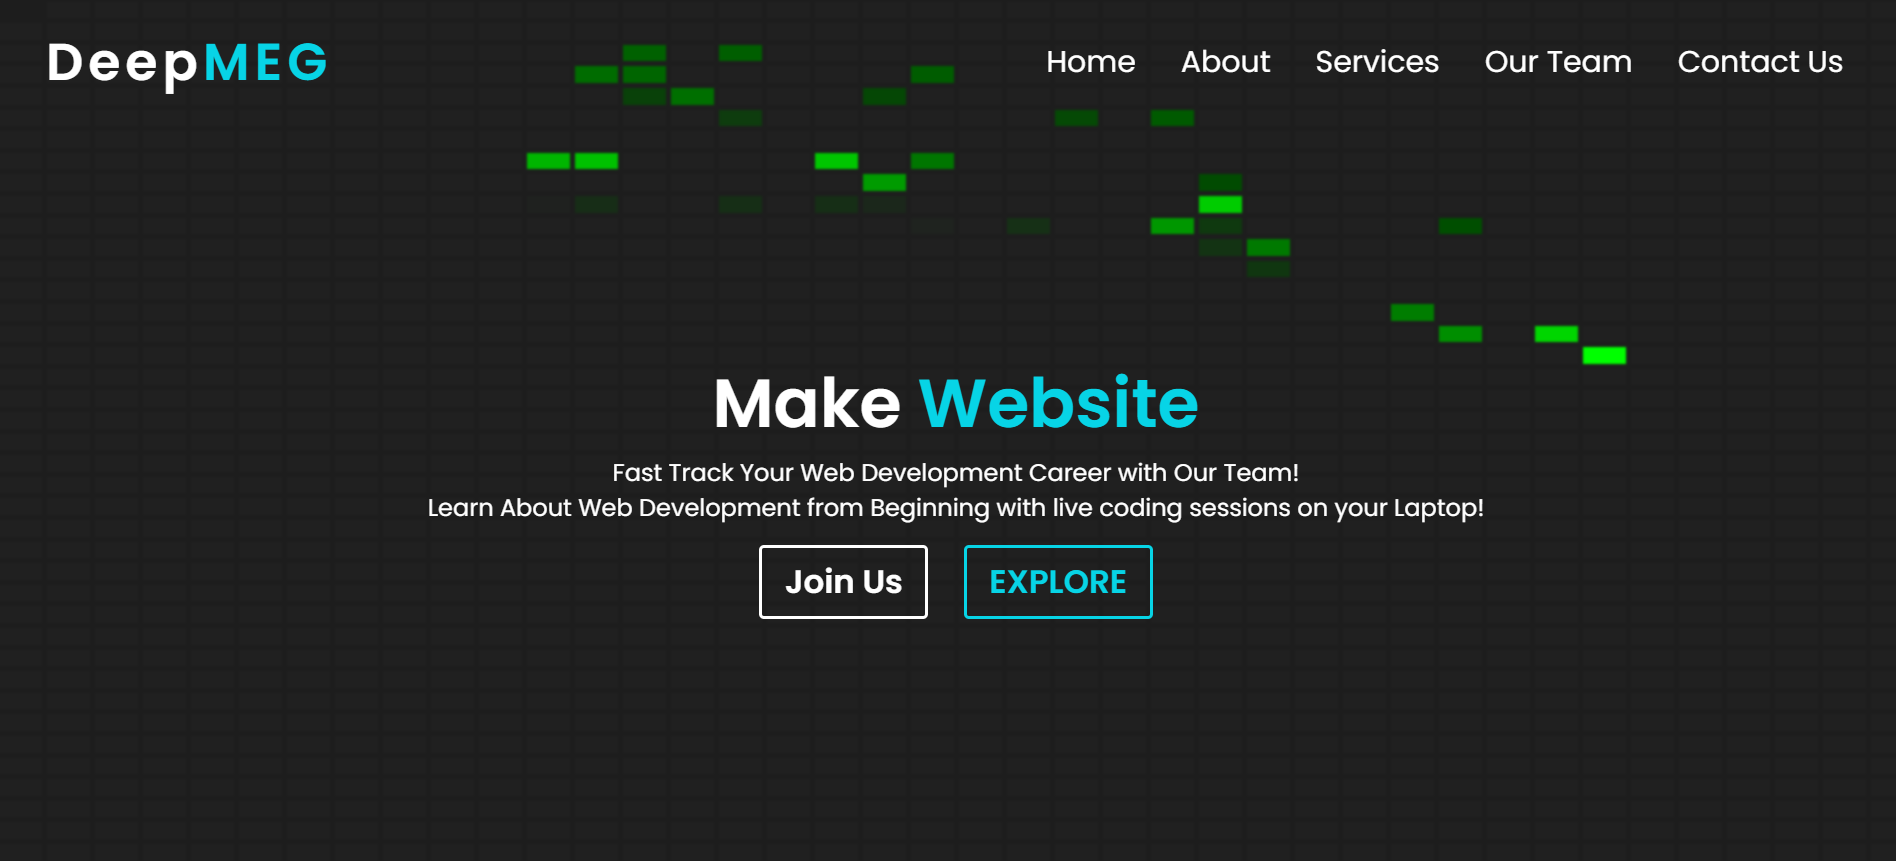 DeepMEG
Home About Services Our Team Contact Us
Make Website
Fast Track Your Web Development Career with Our Team!
Learn About Web Development from Beginning with live coding sessions on your Laptop!
Join Us EXPLORE